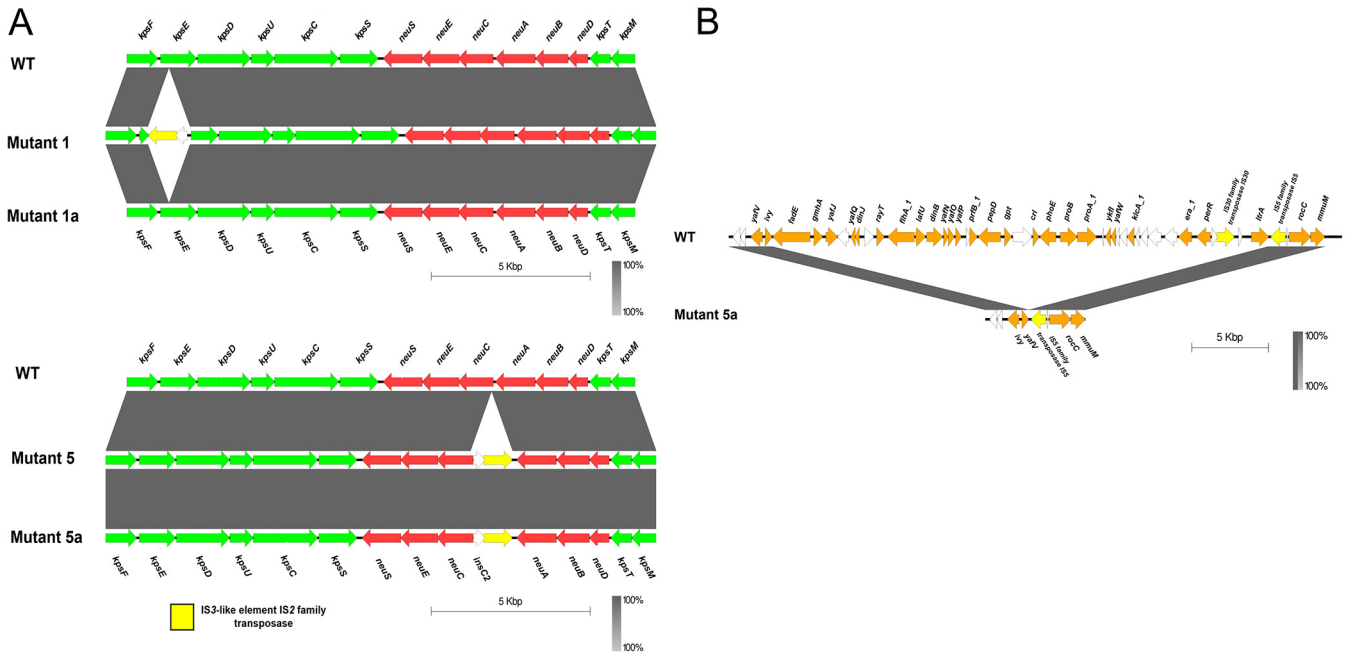 A
kpsF kpsE kpsD kpsU kpsC kpsS neuS neuE neuC neuA neuB neuD kpsT kpsM
WT
Mutant 1
Mutant 1a
kpsF kpsE kpsD kpsU kpsC kpsS neuS neuE neuC neuA neuB neuD kpsT kpsM
5 Kbp
100%
100%
kpsF kpsE kpsD kpsU kpsC kpsS neuS neuE neuC neuA neuB neuD kpsT kpsM
WT
Mutant 5
Mutant 5a
kpsF kpsE kpsD kpsU kpsC kpsS neuS neuE neuC insC2 neuA neuB neuD kpsT kpsM
5 Kbp
100%
100%
IS3-like element IS2 family
transposase
B
yafV ivy fadE gmhA yafJ yafQ dinJ rayT flhA_1 lafU dinB yafN yafO yafP prfB_1 pepD gpt crl phoE proB proA_1 ykfI yafW klcA_1 era_1 perR IS30 family
transposase IS30
ltrA IS5 family
transposase IS5
rocC mmuM
WT
Mutant 5a
ivy yafV IS5 family
transposase IS5
rocC mmuM
5 Kbp
100%
100%